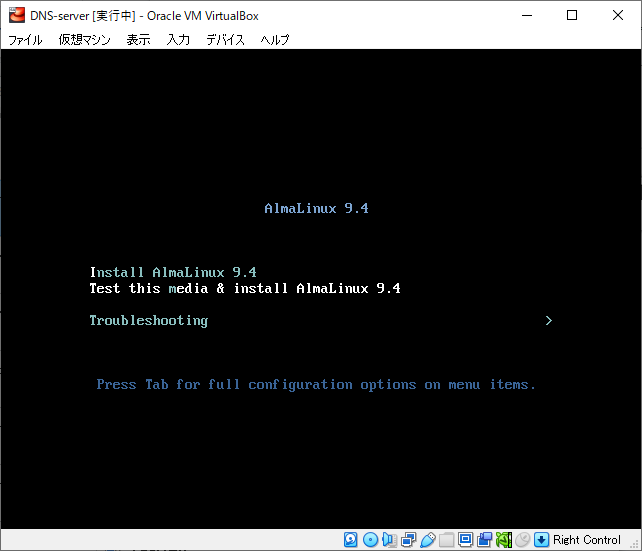 DNS-server [実行中] - Oracle VM VirtualBox
ファイル 仮想マシン 表示 入力 デバイス ヘルプ
AlmaLinux 9.4
Install AlmaLinux 9.4
Test this media & install AlmaLinux 9.4
Troubleshooting >
Press Tab for full configuration options on menu items.
Right Control